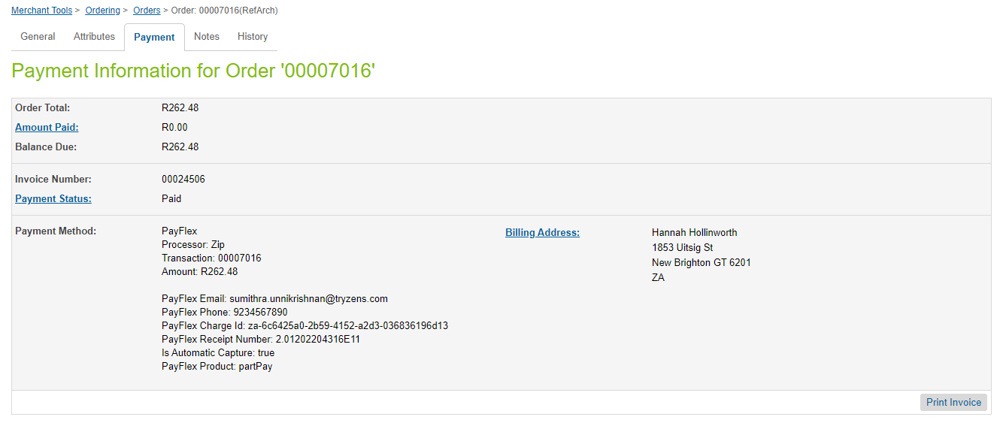 Merchant Tools > Ordering > Orders > Order: 00007016(RefArch)
General Attributes Payment Notes History
Payment Information for Order '00007016'
Order Total: R262.48
Amount Paid: R0.00
Balance Due: R262.48
Invoice Number: 00024506
Payment Status: Paid
Payment Method: PayFlex
Processor: Zip
Transaction: 00007016
Amount: R262.48
PayFlex Email: sumithra.unnikrishnan@tryzens.com
PayFlex Phone: 9234567890
PayFlex Charge Id: za-6c6425a0-2b59-4152-a2d3-036836196d13
PayFlex Receipt Number: 2.01202204316E11
Is Automatic Capture: true
PayFlex Product: partPay
Billing Address: Hannah Hollinworth
1853 Uitsig St
New Brighton GT 6201
ZA
Print Invoice